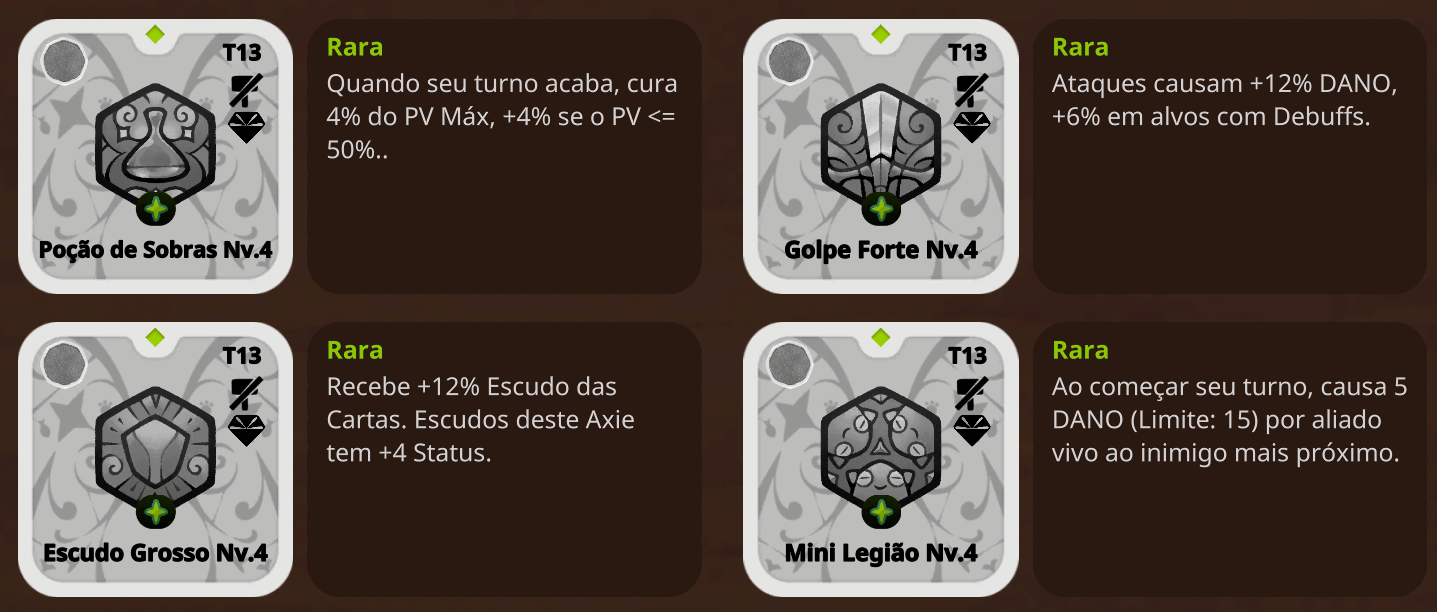 T13
Poção de Sobras Nv.4
Rara
Quando seu turno acaba, cura
4% do PV Máx, +4% se o PV <=
50%..
T13
Golpe Forte Nv.4
Rara
Ataques causam +12% DANO,
+6% em alvos com Debuffs.
T13
Escudo Grosso Nv.4
Rara
Recebe +12% Escudo das
Cartas. Escudos deste Axie
tem +4 Status.
T13
Mini Legião Nv.4
Rara
Ao começar seu turno, causa 5
DANO (Limite: 15) por aliado
vivo ao inimigo mais próximo.